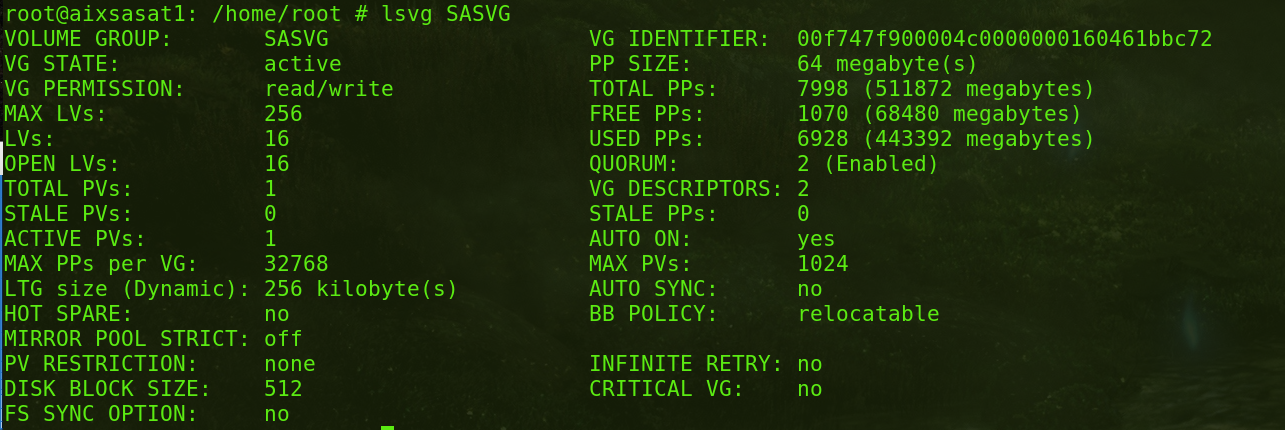 root@aixsasat1: /home/root # lsvg SASVG
VOLUME GROUP:       SASVG                    VG IDENTIFIER:  00f747f900004c0000000160461bbc72
VG STATE:           active                   PP SIZE:        64 megabyte(s)
VG PERMISSION:      read/write               TOTAL PPs:      7998 (511872 megabytes)
MAX LVs:            256                      FREE PPs:       1070 (68480 megabytes)
LVs:                16                       USED PPs:       6928 (443392 megabytes)
OPEN LVs:           16                       QUORUM:         2 (Enabled)
TOTAL PVs:          1                        VG DESCRIPTORS: 2
STALE PVs:          0                        STALE PPs:      0
ACTIVE PVs:         1                        AUTO ON:        yes
MAX PPs per VG:     32768                    MAX PVs:        1024
LTG size (Dynamic): 256 kilobyte(s)          AUTO SYNC:      no
HOT SPARE:          no                       BB POLICY:      relocatable
MIRROR POOL STRICT: off
PV RESTRICTION:     none                     INFINITE RETRY: no
DISK BLOCK SIZE:    512                      CRITICAL VG:    no
FS SYNC OPTION:     no